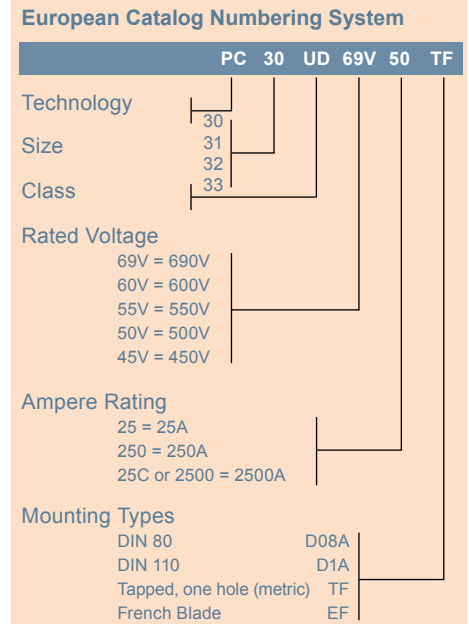 European Catalog Numbering System
PC 30 UD 69V 50 TF
Technology
30
Size 31
32
Class 33
Rated Voltage
69V = 690V
60V = 600V
55V = 550V
50V = 500V
45V = 450V
Ampere Rating
25 = 25A
250 = 250A
25C or 2500 = 2500A
Mounting Types
DIN 80 D08A
DIN 110 D1A
Tapped, one hole (metric) TF
French Blade EF